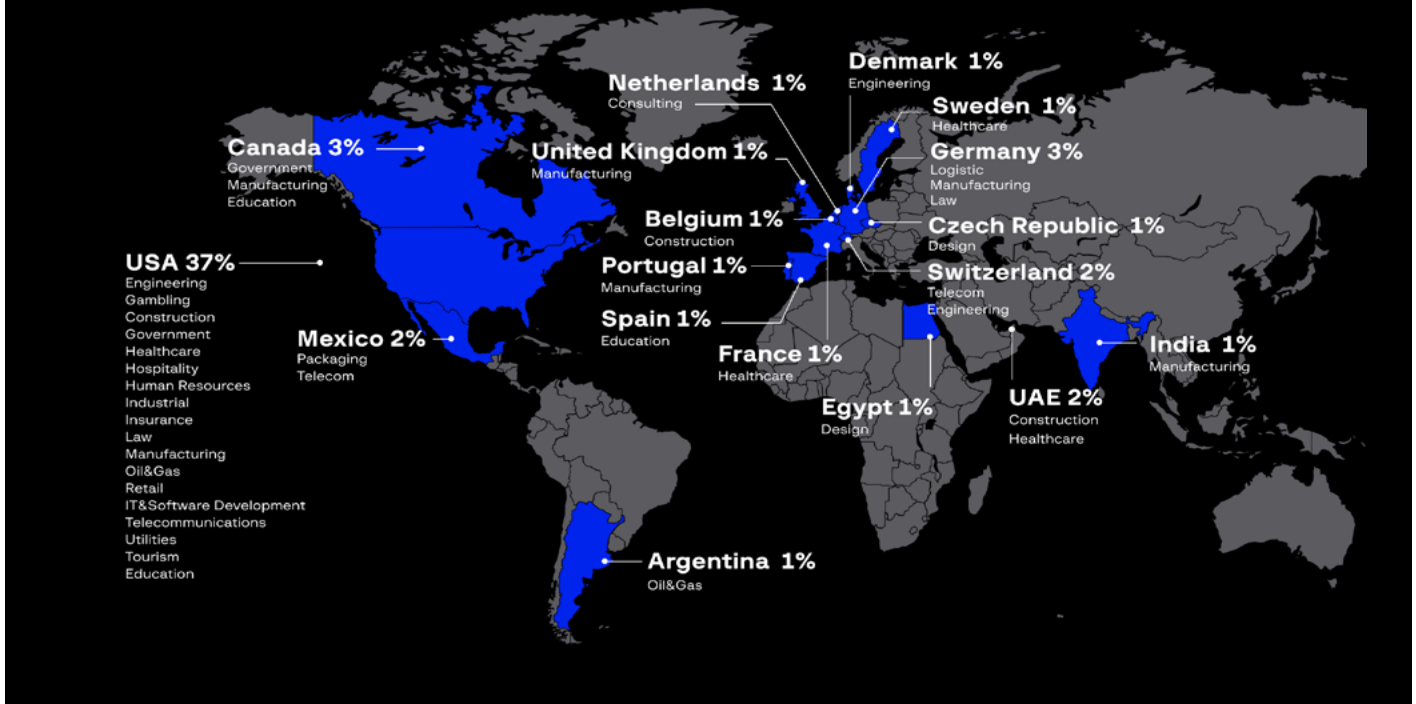 Canada 3%
Government
Manufacturing
Education
USA 37%
Engineering
Gambling
Construction
Government
Healthcare
Hospitality
Human Resources
Industrial
Insurance
Law
Manufacturing
Oil&Gas
Retail
IT&Software Development
Telecommunications
Utilities
Tourism
Education
Mexico 2%
Packaging
Telecom
Argentina 1%
Oil&Gas
Netherlands 1%
Consulting
United Kingdom 1%
Manufacturing
Belgium 1%
Construction
Portugal 1%
Manufacturing
Spain 1%
Education
France 1%
Healthcare
Denmark 1%
Engineering
Sweden 1%
Healthcare
Germany 3%
Logistic
Manufacturing
Law
Czech Republic 1%
Design
Switzerland 2%
Telecom
Engineering
Egypt 1%
Design
UAE 2%
Construction
Healthcare
India 1%
Manufacturing